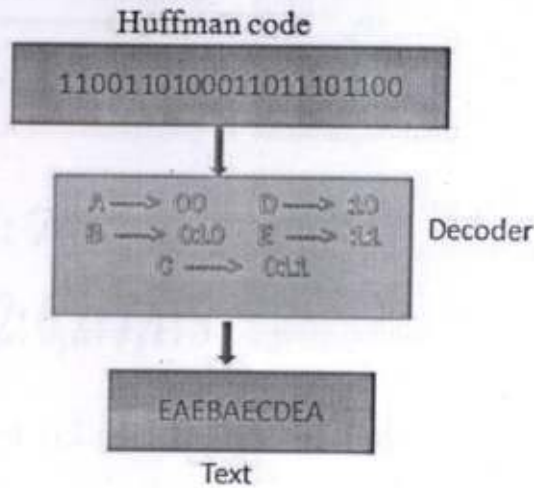 Huffman code
1100110100011011101100
A → 00 D → 10
B → 010 E → 11
C → 011
Decoder
EAEBAECDEA
Text